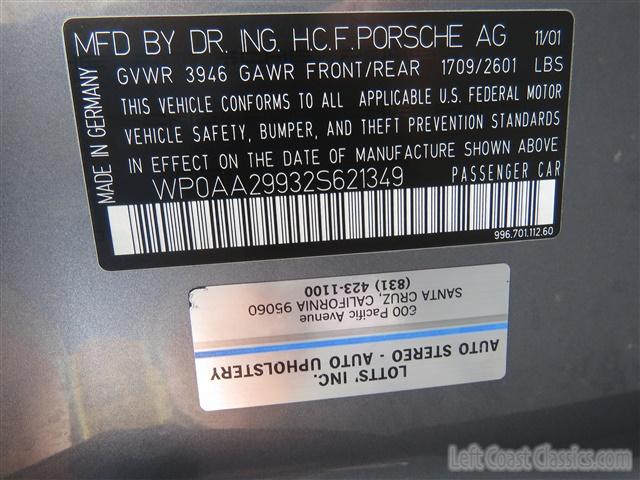 MFD BY DR. ING. H.C.F. PORSCHE AG 11/01
GVWR 3946 GAWR FRONT/REAR 1709/2601 LBS
THIS VEHICLE CONFORMS TO ALL APPLICABLE U.S. FEDERAL MOTOR
VEHICLE SAFETY, BUMPER, AND THEFT PREVENTION STANDARDS
IN EFFECT ON THE DATE OF MANUFACTURE SHOWN ABOVE
WP0AA29932S621349 PASSENGER CAR
MADE IN GERMANY
996.701.112.60
LOTTS' INC.
AUTO STEREO - AUTO UPHOLSTERY
600 Pacific Avenue
SANTA CRUZ, CALIFORNIA 95060
(831) 423-1100
Left Coast Classics.com